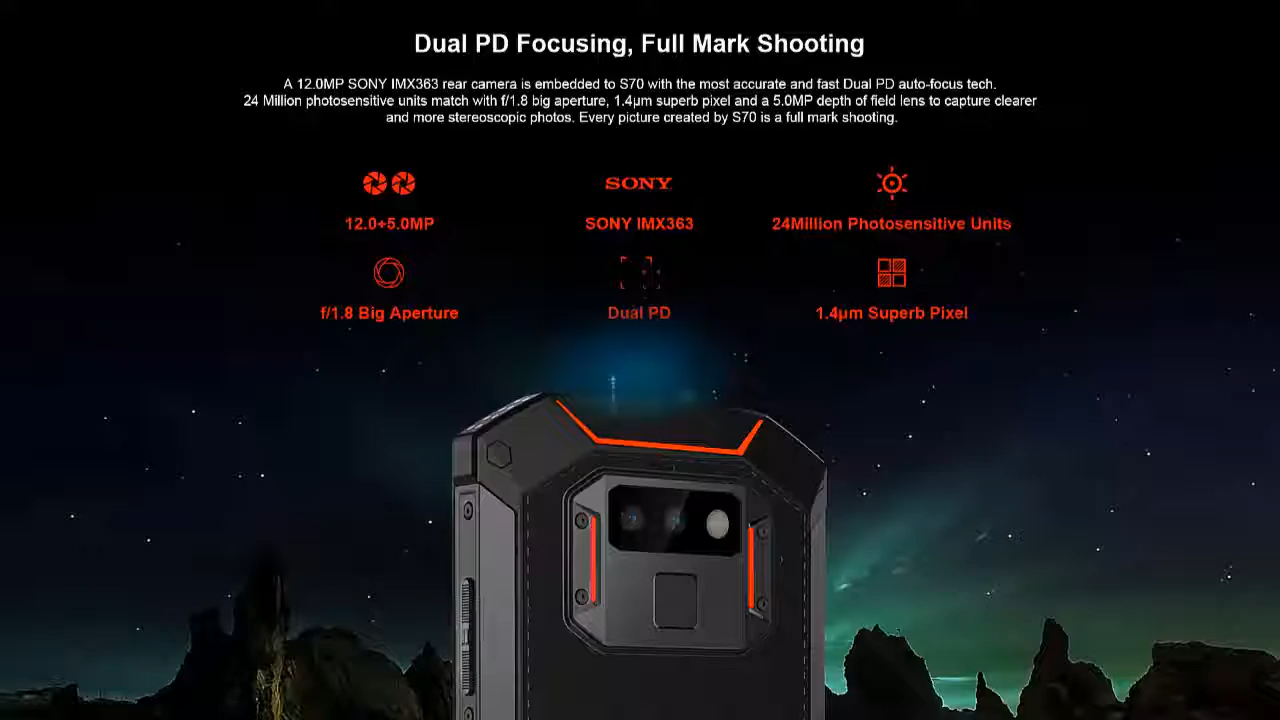 Dual PD Focusing, Full Mark Shooting
A 12.0MP SONY IMX363 rear camera is embedded to S70 with the most accurate and fast Dual PD auto-focus tech.
24 Million photosensitive units match with f/1.8 big aperture, 1.4μm superb pixel and a 5.0MP depth of field lens to capture clearer
and more stereoscopic photos. Every picture created by S70 is a full mark shooting.
SONY
12.0+5.0MP
SONY IMX363
24Million Photosensitive Units
f/1.8 Big Aperture
Dual PD
1.4μm Superb Pixel